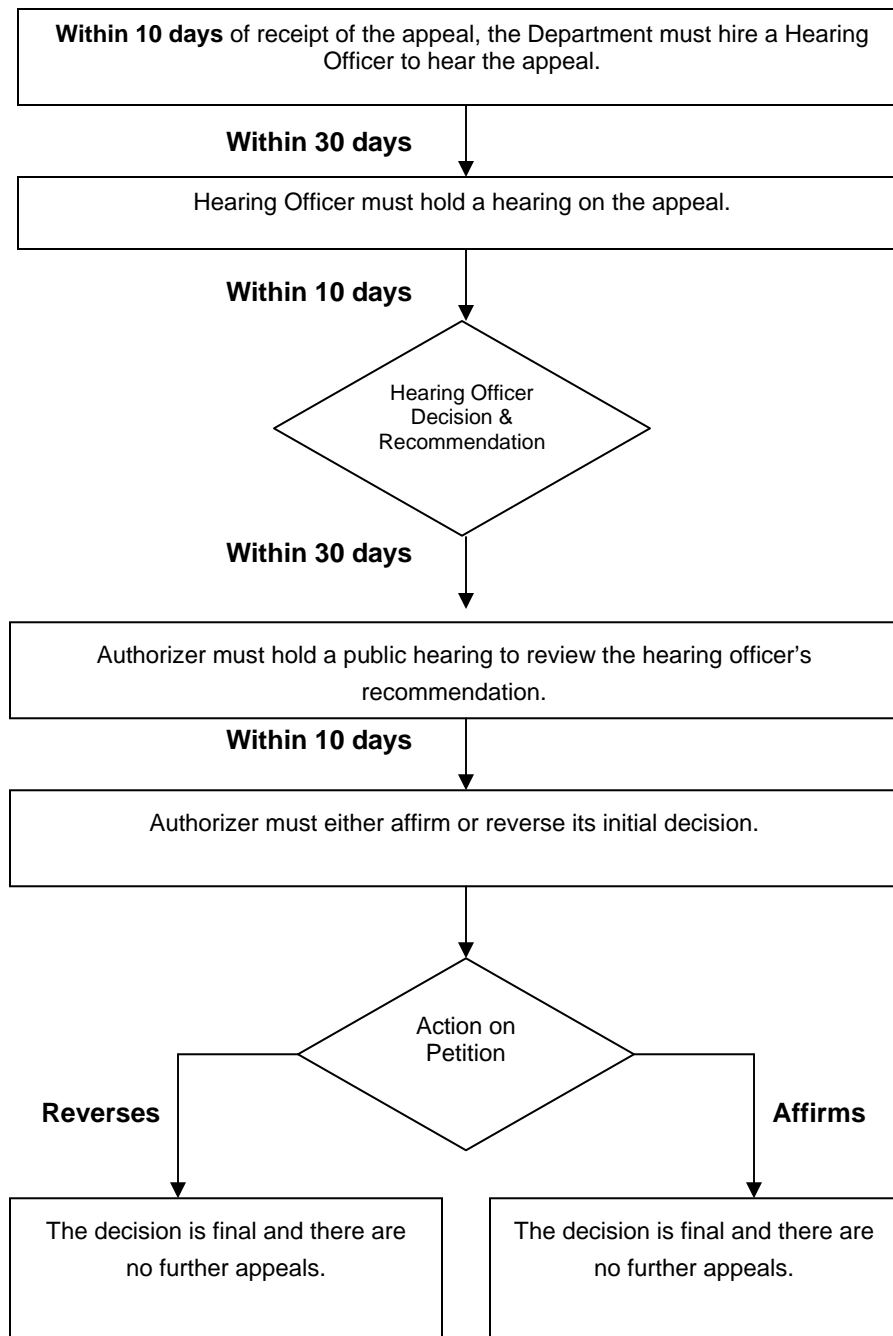 Within 10 days of receipt of the appeal, the Department must hire a Hearing
Officer to hear the appeal.
Within 30 days
Hearing Officer must hold a hearing on the appeal.
Within 10 days
Hearing Officer
Decision &
Recommendation
Within 30 days
Authorizer must hold a public hearing to review the hearing officer's
recommendation.
Within 10 days
Authorizer must either affirm or reverse its initial decision.
Action on
Petition
Reverses
Affirms
The decision is final and there are
no further appeals.
The decision is final and there are
no further appeals.